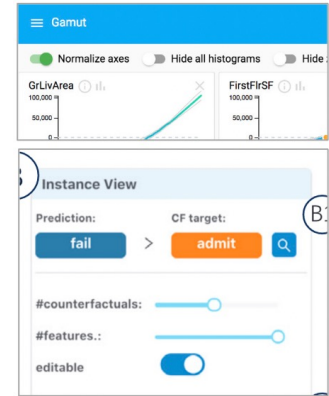 Gamut
Normalize axes Hide all histograms Hide
GrLivArea FirstFlrSF
100,000 100,000
50,000 50,000
0 0
Instance View
B
Prediction: CF target:
fail > admit
#counterfactuals:
#features.:
editable